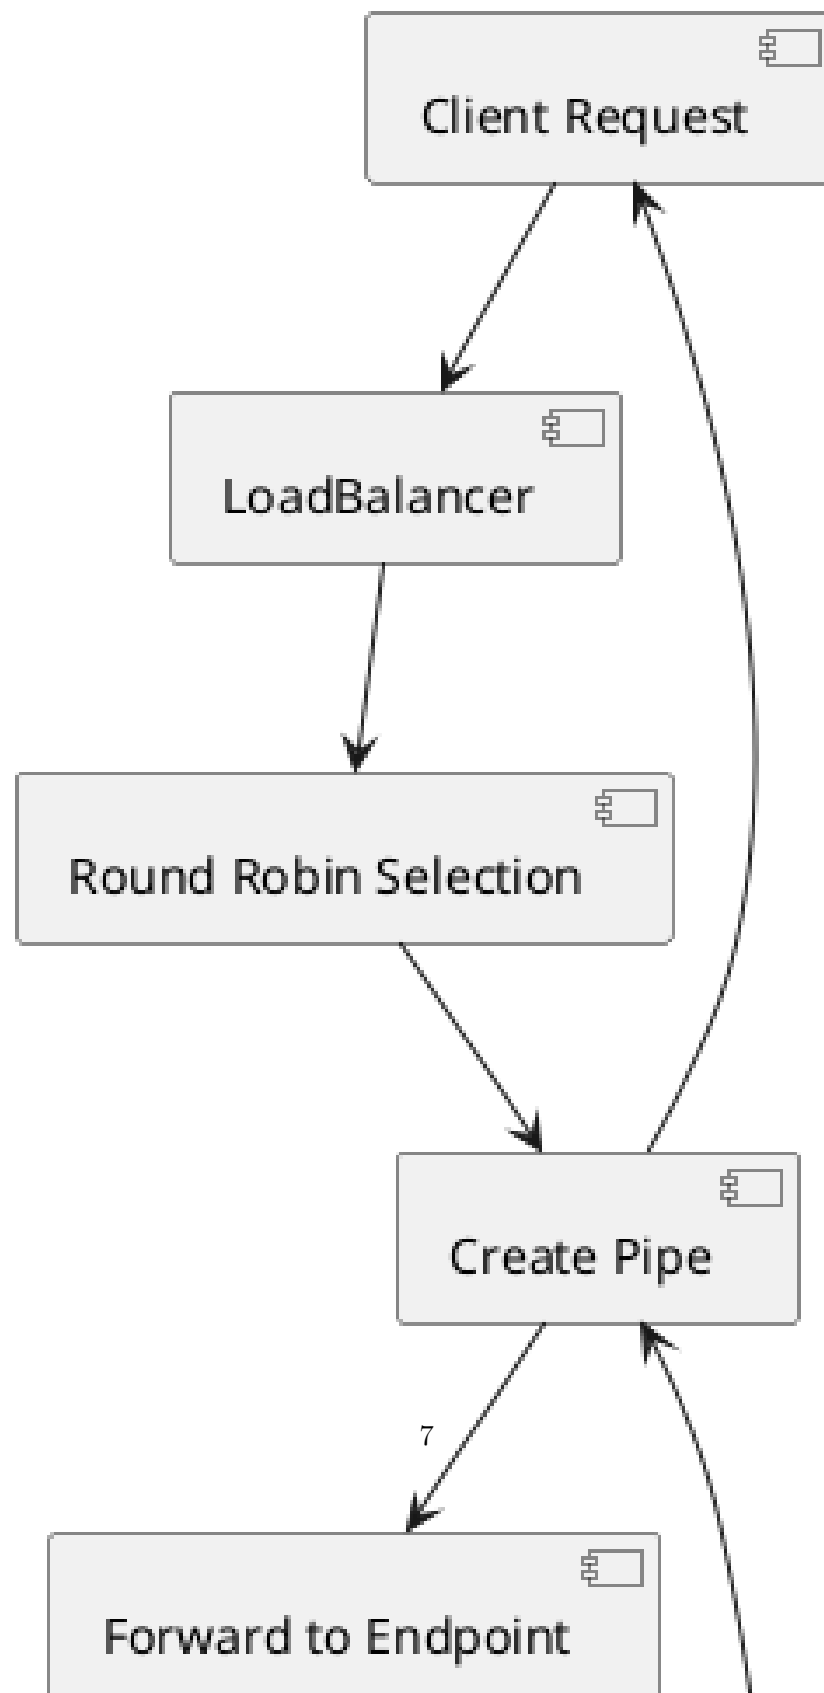 Client Request
LoadBalancer
Round Robin Selection
Create Pipe
7
Forward to Endpoint